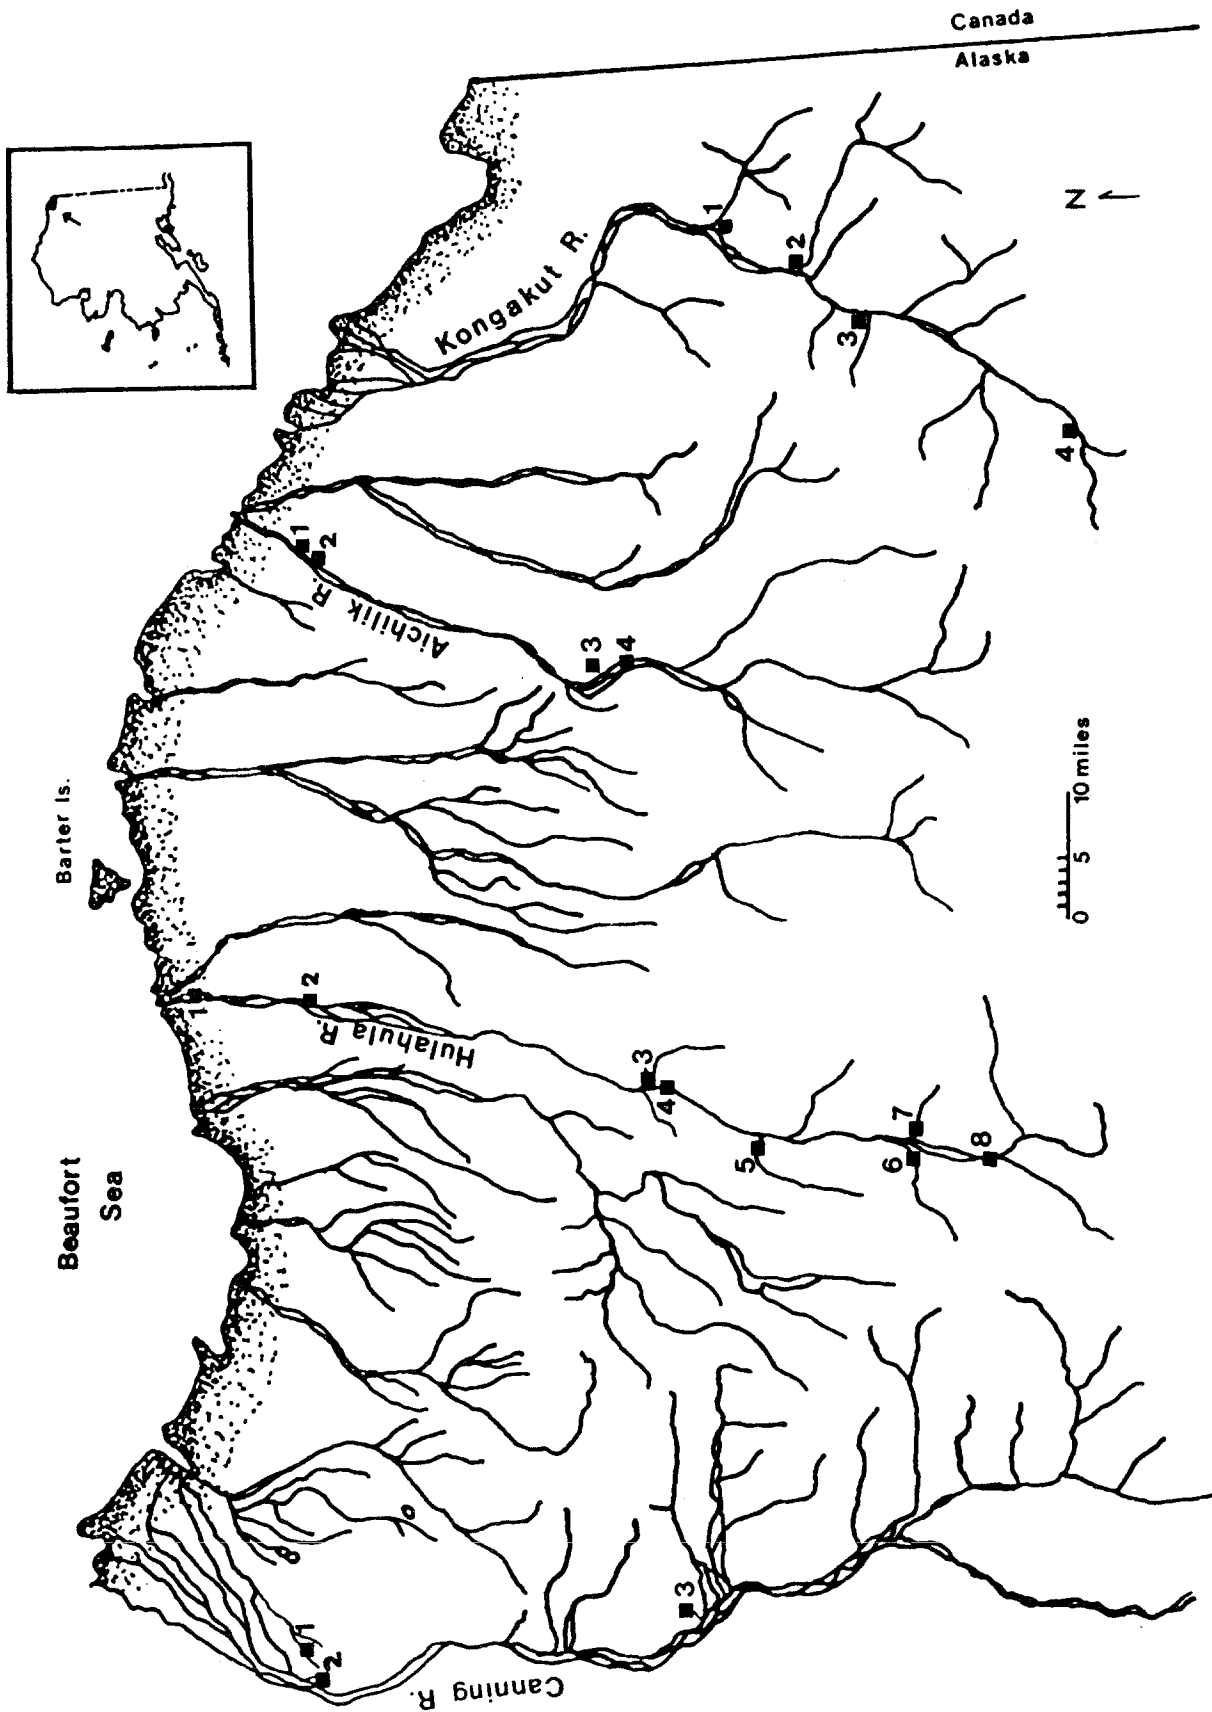 Canada
Alaska
Barter Is.
Beaufort
Sea
N
Kongakut R.
1
2
3
4
Aichilik R.
1
2
3
4
Hulahula R.
1
2
3
4
5
6
7
8
Canning R.
1
2
3
0 5 10 miles